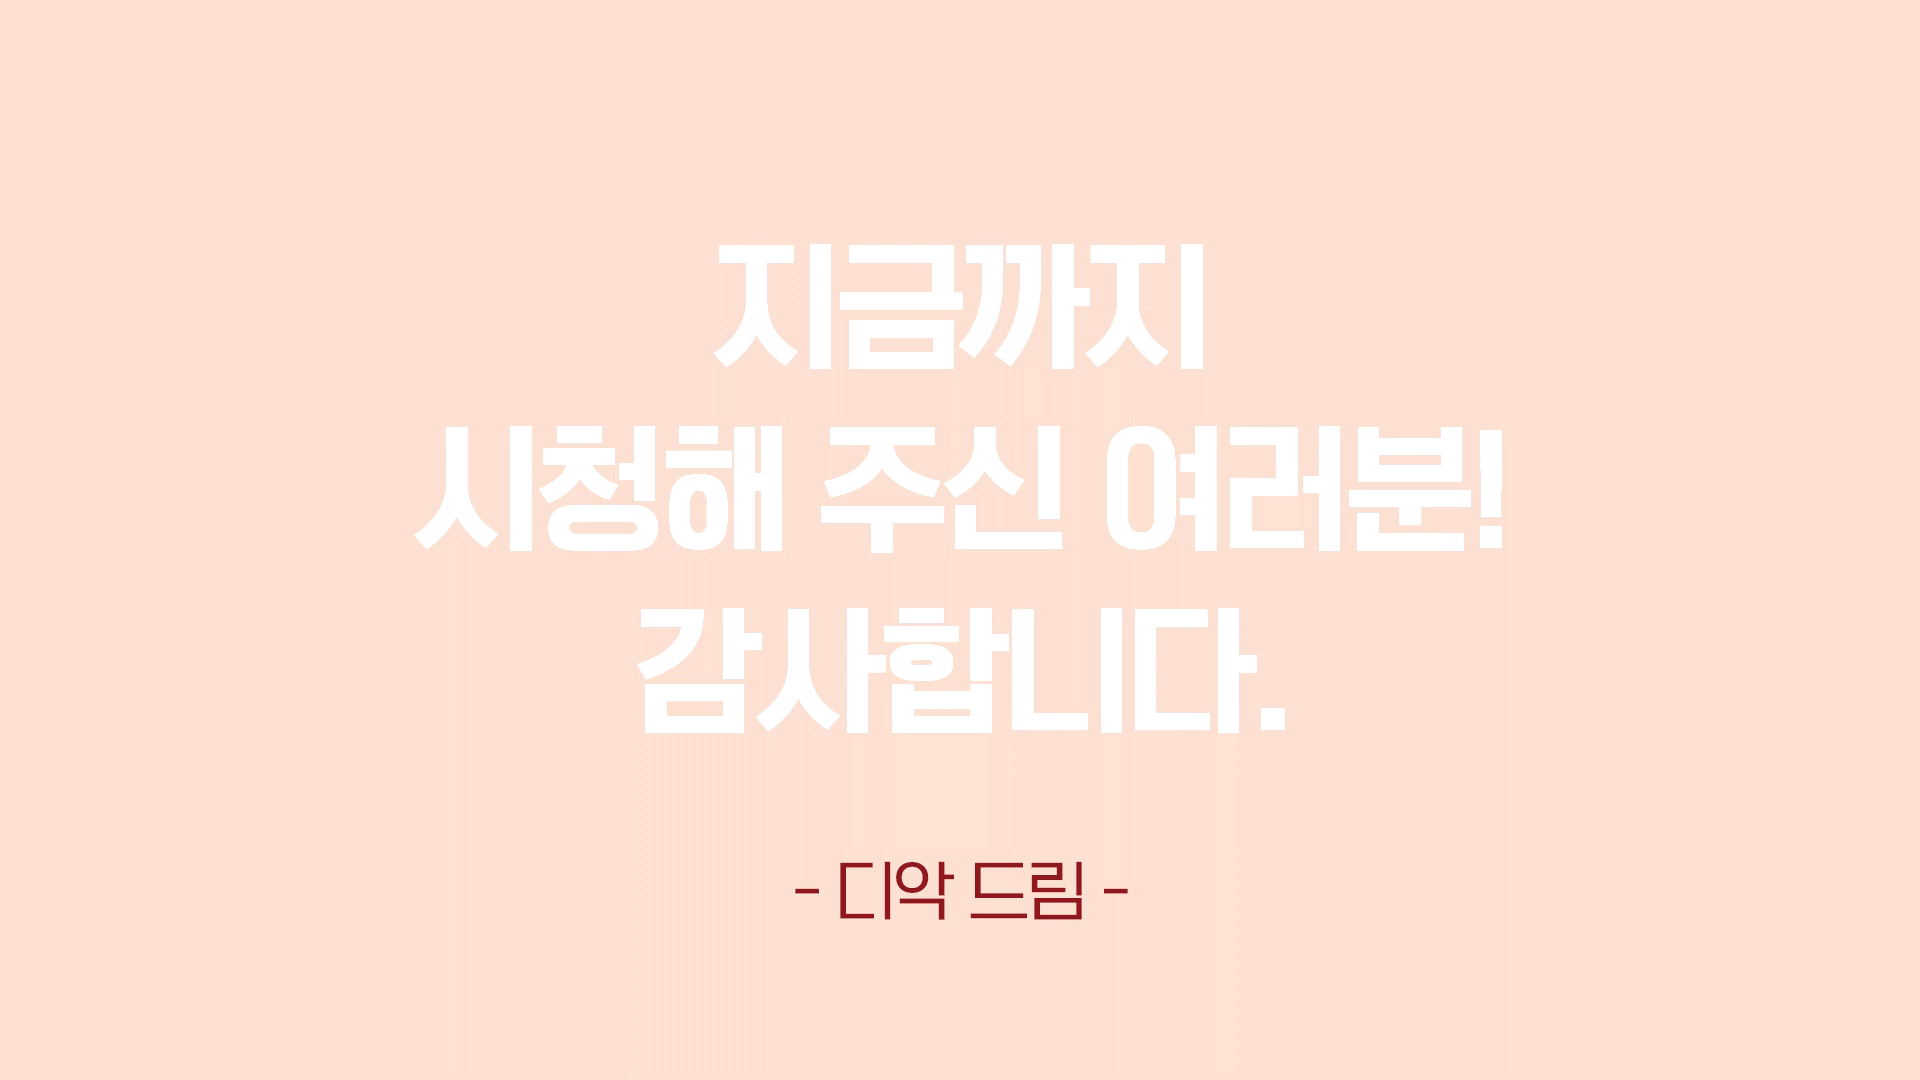 지금까지
시청해 주신 여러분!
감사합니다.
- 디악 드림 -